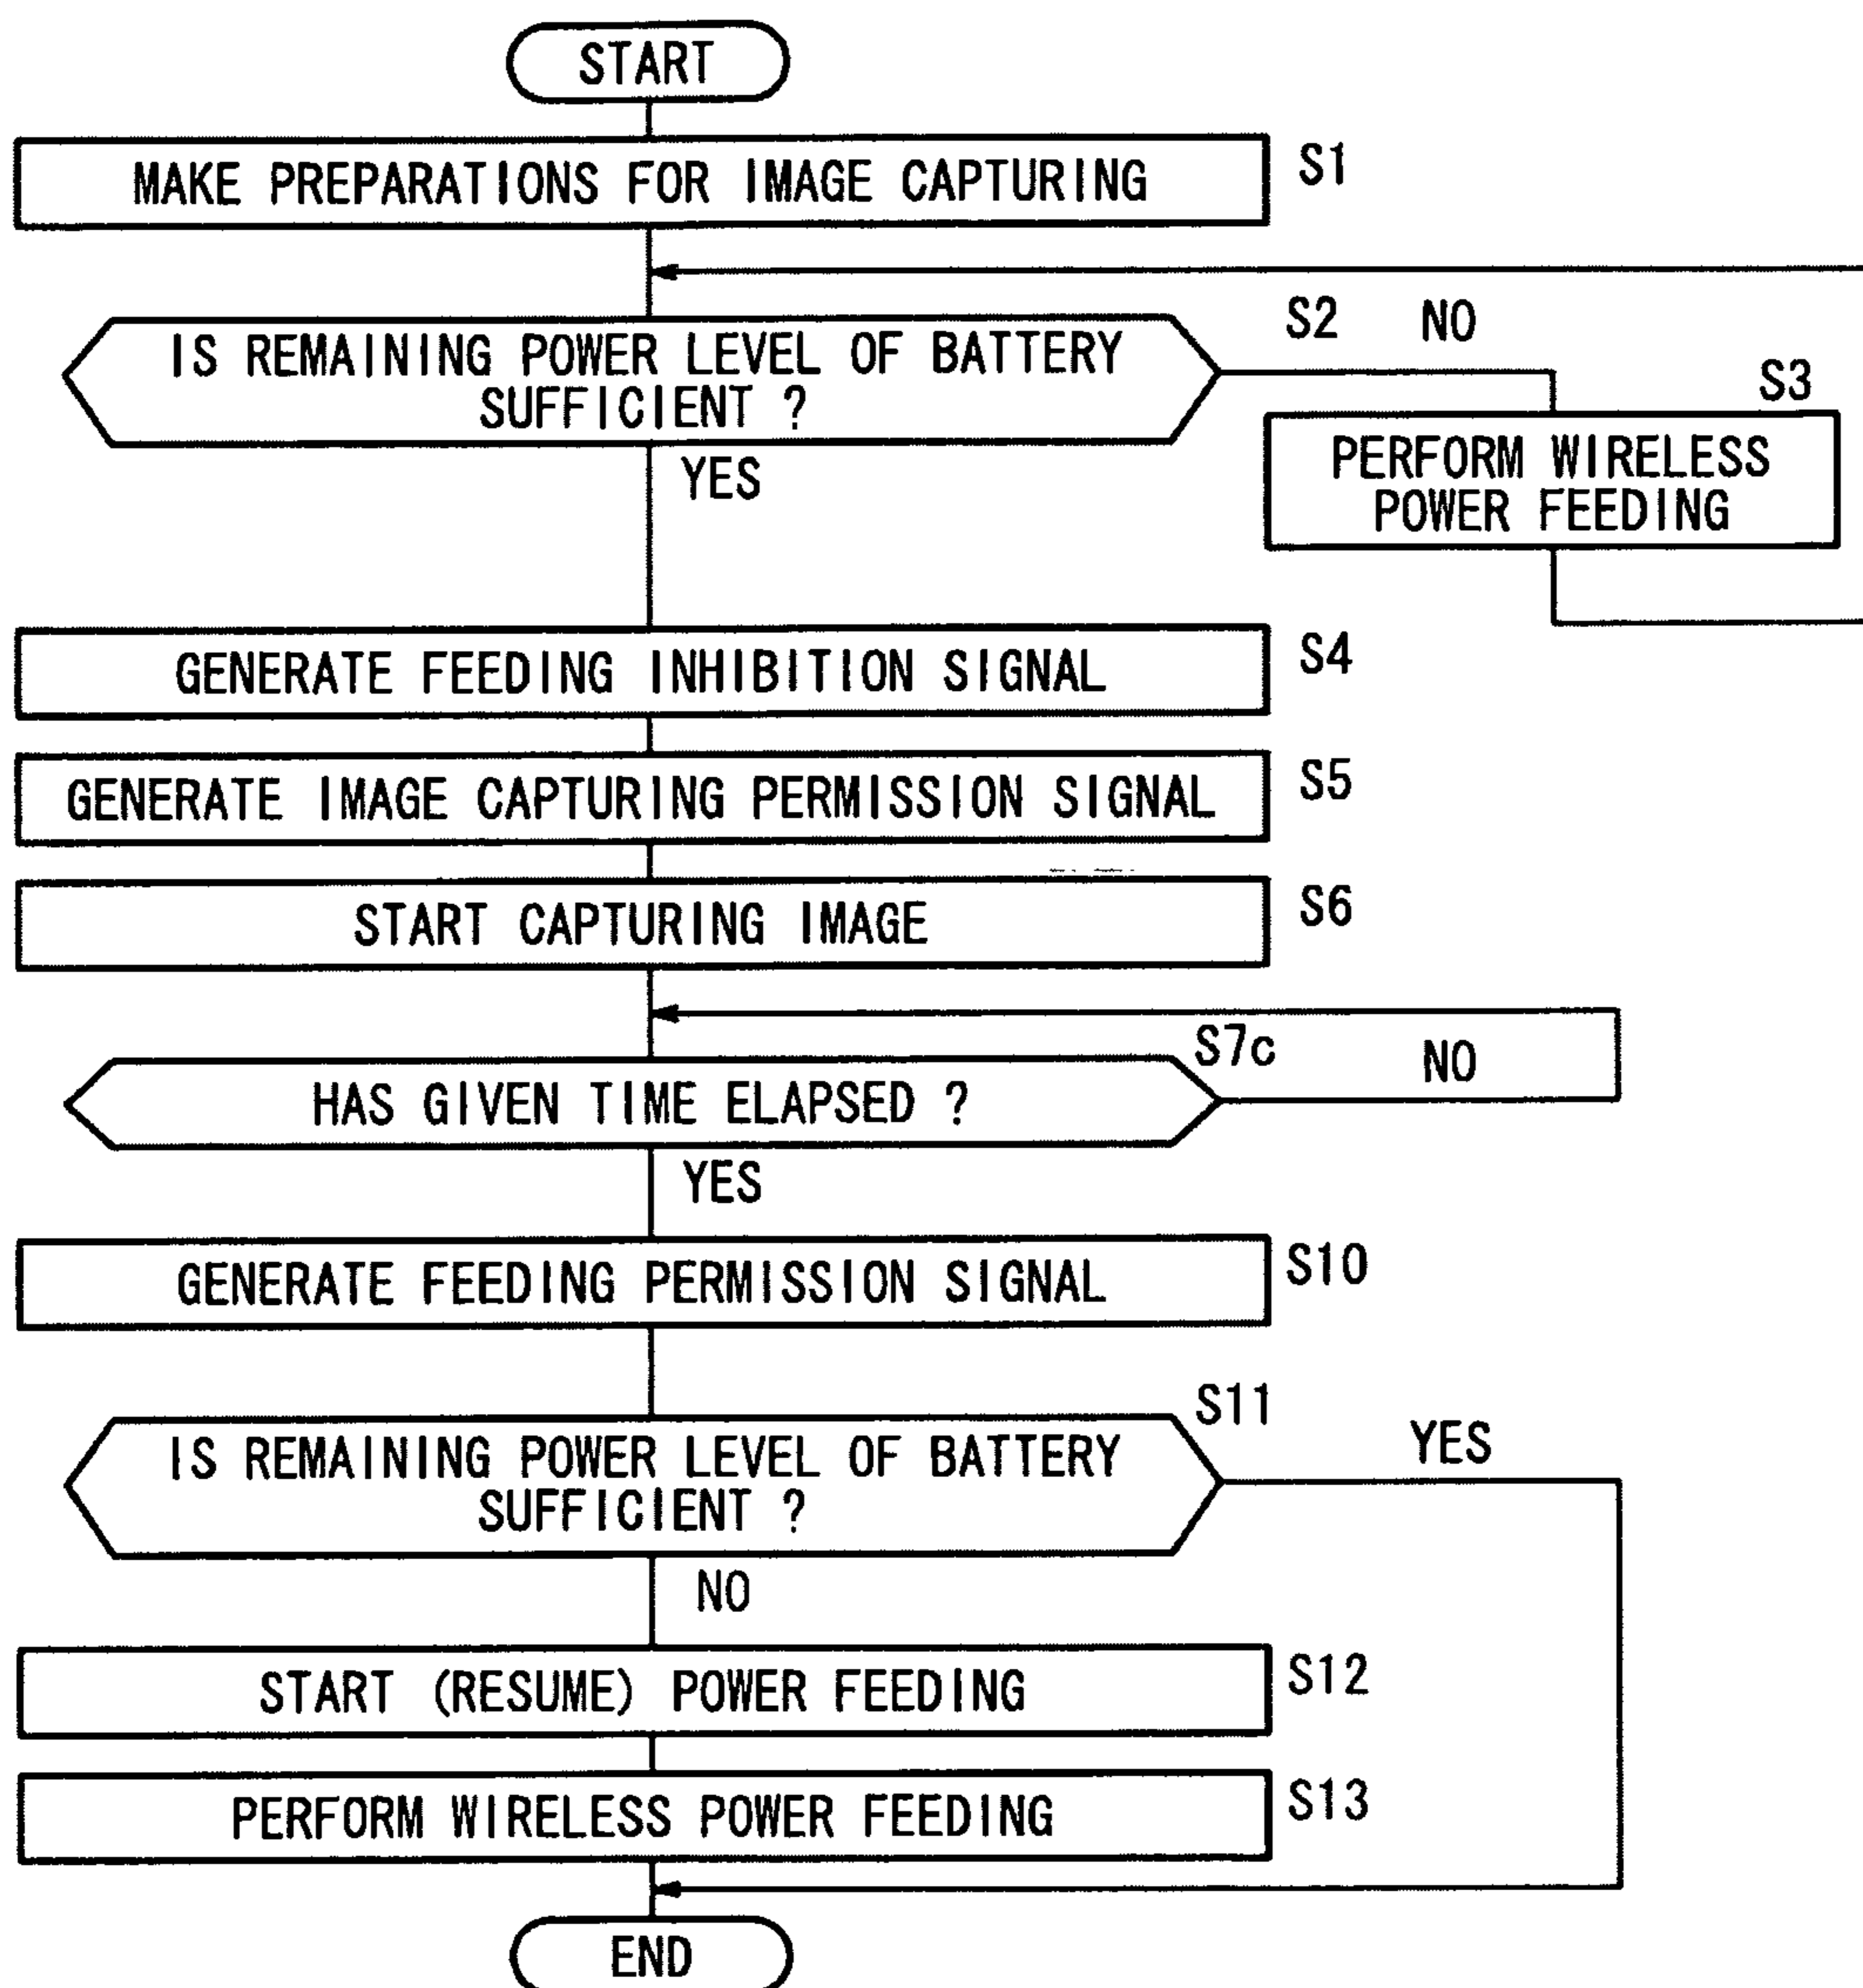 START
MAKE PREPARATIONS FOR IMAGE CAPTURING
S1
IS REMAINING POWER LEVEL OF BATTERY
SUFFICIENT ?
S2
NO
YES
S3
PERFORM WIRELESS
POWER FEEDING
GENERATE FEEDING INHIBITION SIGNAL
S4
GENERATE IMAGE CAPTURING PERMISSION SIGNAL
S5
START CAPTURING IMAGE
S6
HAS GIVEN TIME ELAPSED ?
S7c
NO
YES
GENERATE FEEDING PERMISSION SIGNAL
S10
IS REMAINING POWER LEVEL OF BATTERY
SUFFICIENT ?
S11
YES
NO
START (RESUME) POWER FEEDING
S12
PERFORM WIRELESS POWER FEEDING
S13
END